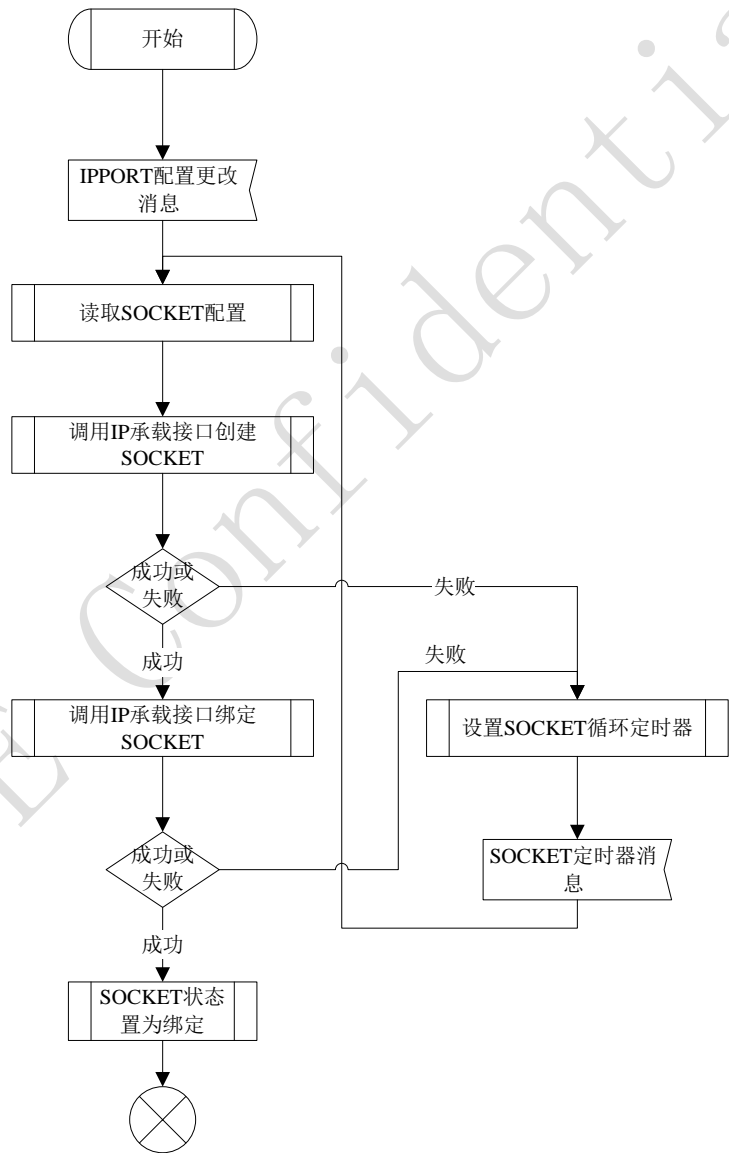 开始
IPPORT配置更改
消息
读取SOCKET配置
调用IP承载接口创建
SOCKET
成功或
失败
失败
成功
失败
调用IP承载接口绑定
SOCKET
设置SOCKET循环定时器
成功或
失败
SOCKET定时器消
息
成功
SOCKET状态
置为绑定
E Confidentia